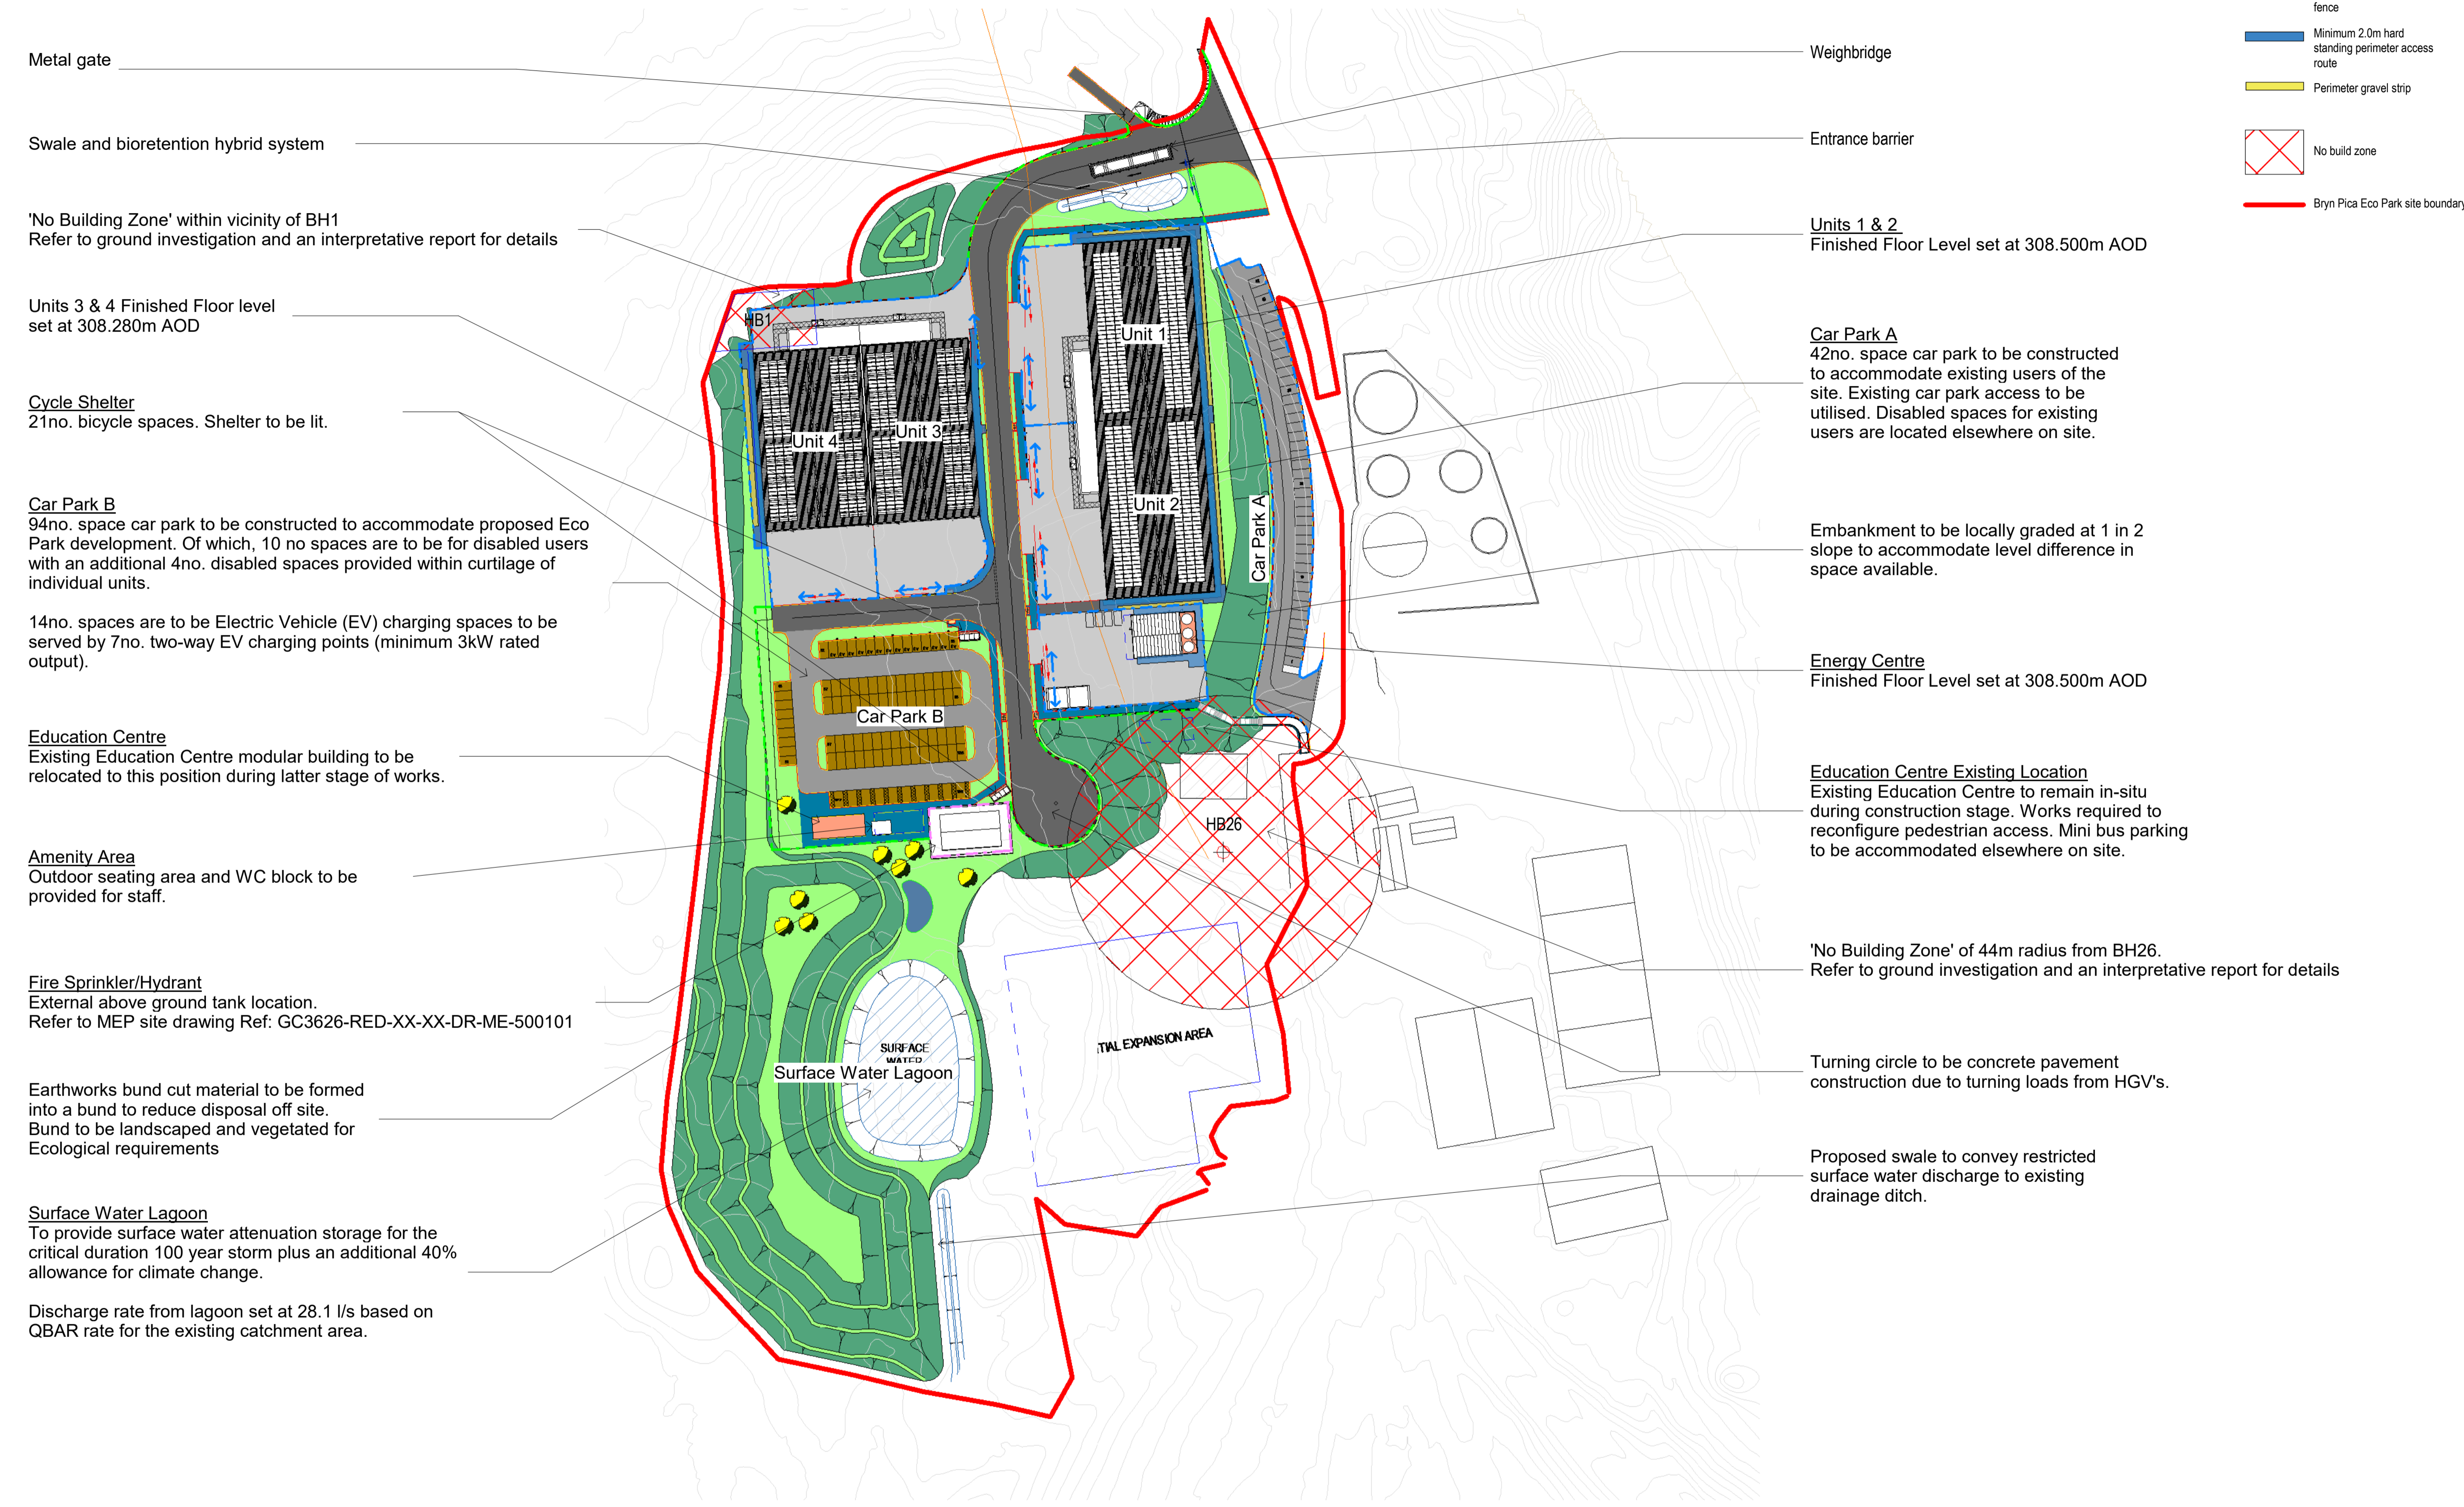 Metal gate
Swale and bioretention hybrid system
'No Building Zone' within vicinity of BH1
Refer to ground investigation and an interpretative report for details
Units 3 & 4 Finished Floor level
set at 308.280m AOD
Cycle Shelter
21no. bicycle spaces. Shelter to be lit.
Car Park B
94no. space car park to be constructed to accommodate proposed Eco
Park development. Of which, 10 no spaces are to be for disabled users
with an additional 4no. disabled spaces provided within curtilage of
individual units.
14no. spaces are to be Electric Vehicle (EV) charging spaces to be
served by 7no. two-way EV charging points (minimum 3kW rated
output).
Education Centre
Existing Education Centre modular building to be
relocated to this position during latter stage of works.
Amenity Area
Outdoor seating area and WC block to be
provided for staff.
Fire Sprinkler/Hydrant
External above ground tank location.
Refer to MEP site drawing Ref: GC3626-RED-XX-XX-DR-ME-500101
Earthworks bund cut material to be formed
into a bund to reduce disposal off site.
Bund to be landscaped and vegetated for
Ecological requirements
Surface Water Lagoon
To provide surface water attenuation storage for the
critical duration 100 year storm plus an additional 40%
allowance for climate change.
Discharge rate from lagoon set at 28.1 l/s based on
QBAR rate for the existing catchment area.
HB1
Unit 1
Unit 4
Unit 3
Unit 2
Car Park A
Car Park B
HB26
TIAL EXPANSION AREA
SURFACE
WATER
Surface Water Lagoon
Weighbridge
Entrance barrier
Units 1 & 2
Finished Floor Level set at 308.500m AOD
Car Park A
42no. space car park to be constructed
to accommodate existing users of the
site. Existing car park access to be
utilised. Disabled spaces for existing
users are located elsewhere on site.
Embankment to be locally graded at 1 in 2
slope to accommodate level difference in
space available.
Energy Centre
Finished Floor Level set at 308.500m AOD
Education Centre Existing Location
Existing Education Centre to remain in-situ
during construction stage. Works required to
reconfigure pedestrian access. Mini bus parking
to be accommodated elsewhere on site.
'No Building Zone' of 44m radius from BH26.
Refer to ground investigation and an interpretative report for details
Turning circle to be concrete pavement
construction due to turning loads from HGV's.
Proposed swale to convey restricted
surface water discharge to existing
drainage ditch.
fence
Minimum 2.0m hard
standing perimeter access
route
Perimeter gravel strip
No build zone
Bryn Pica Eco Park site boundary